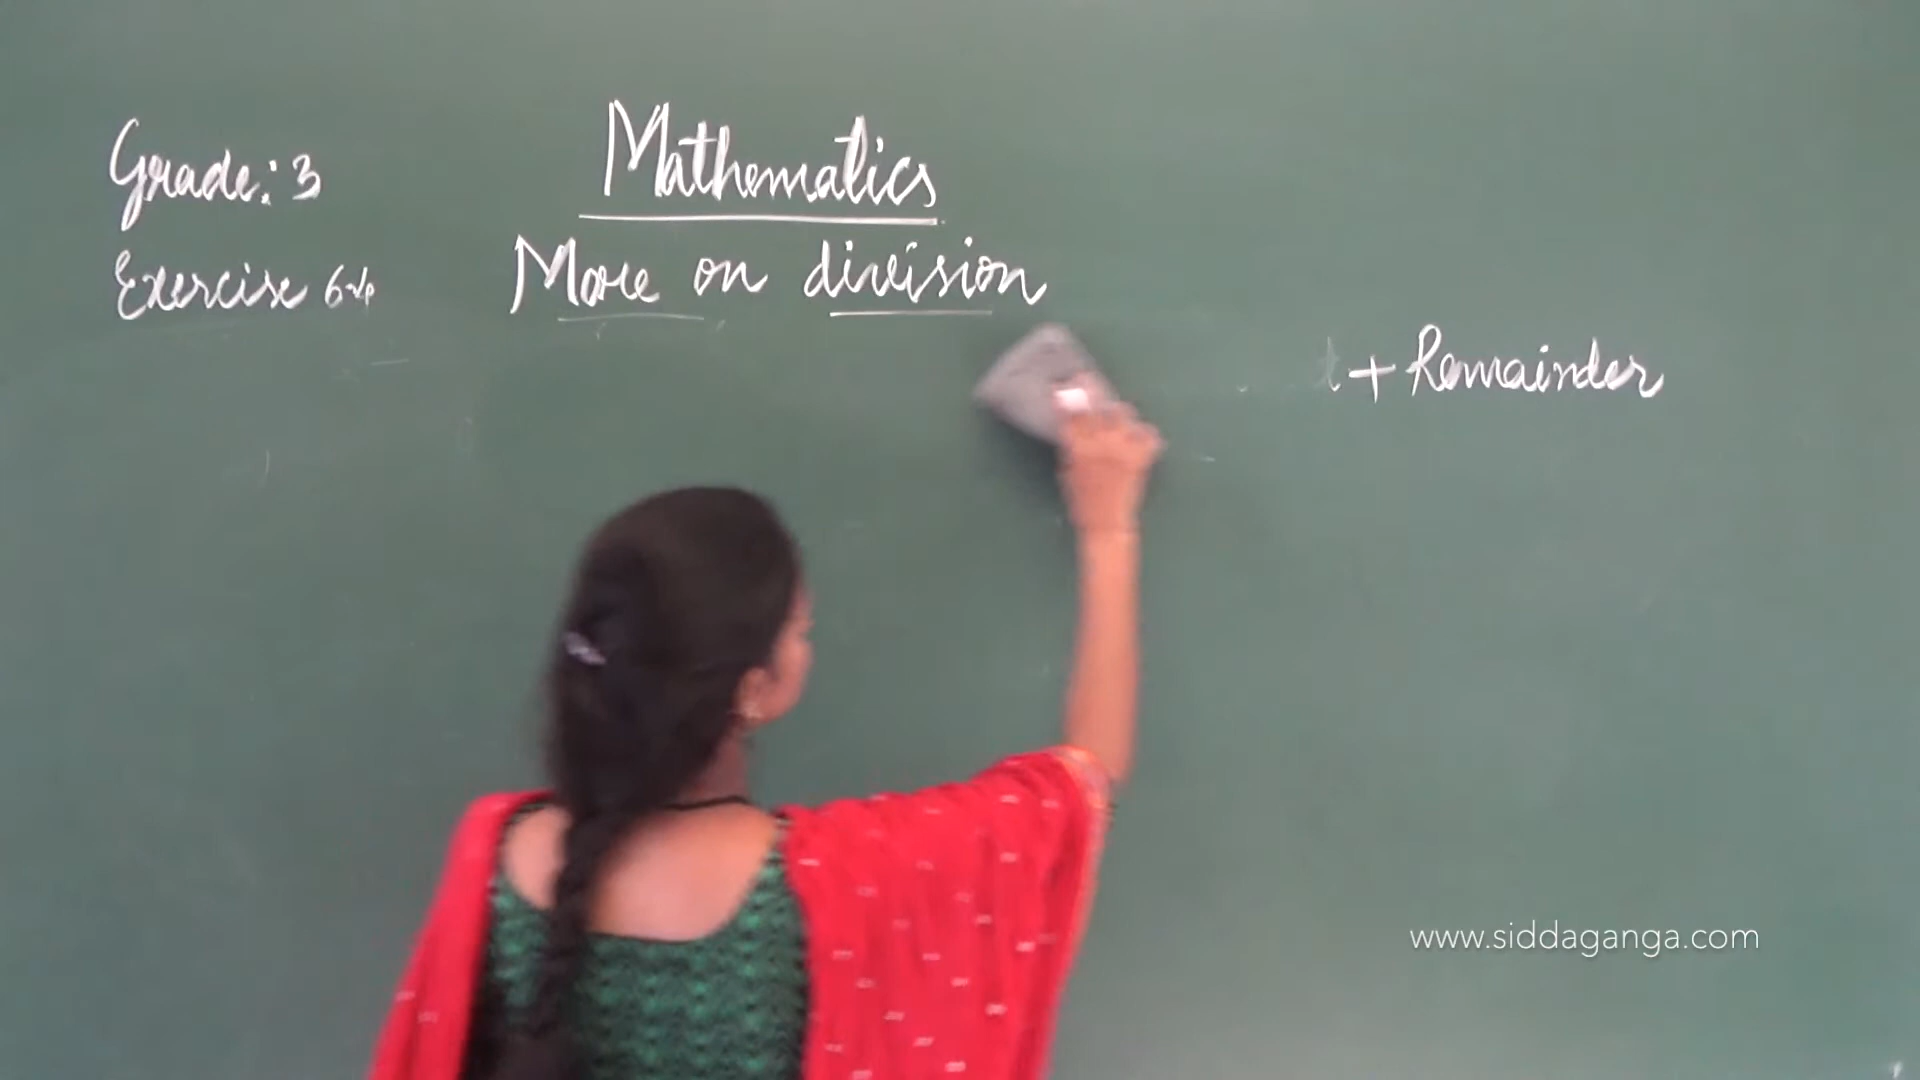 Grade: 3
Mathematics
Exercise 6.4
More on division
t + Remainder
www.siddaganga.com